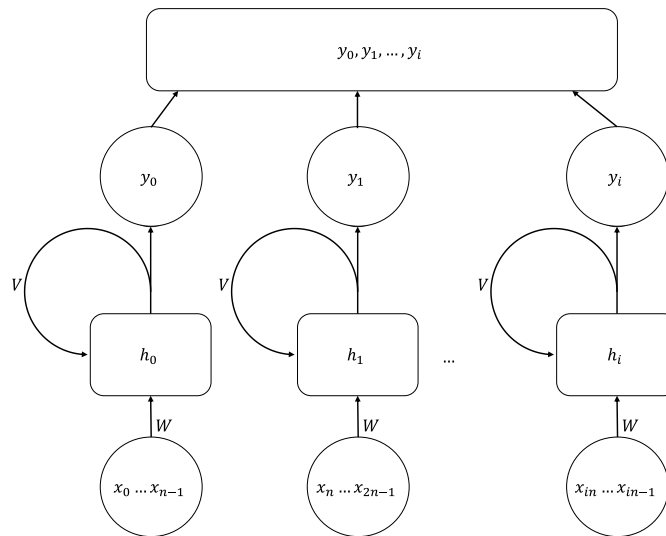 y₀, y₁, … , yᵢ
y₀ y₁ yᵢ
V V V
h₀ h₁ … hᵢ
W W W
x₀ … xₙ₋₁ xₙ … x₂ₙ₋₁ xᵢₙ … xᵢₙ₋₁